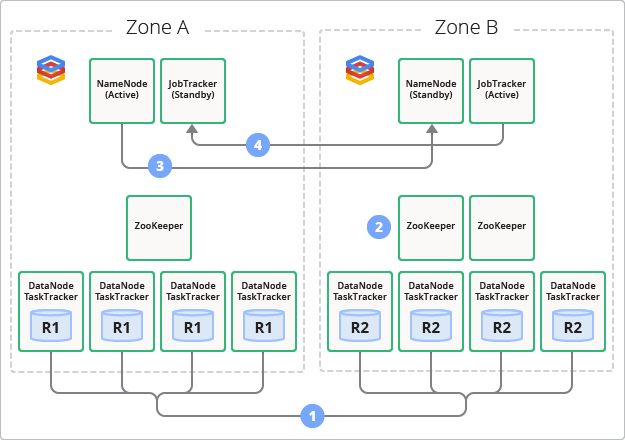 Zone A
Zone B
NameNode
(Active)
JobTracker
(Standby)
NameNode
(Standby)
JobTracker
(Active)
4
3
ZooKeeper
2
ZooKeeper
ZooKeeper
DataNode
TaskTracker
R1
DataNode
TaskTracker
R1
DataNode
TaskTracker
R1
DataNode
TaskTracker
R1
DataNode
TaskTracker
R2
DataNode
TaskTracker
R2
DataNode
TaskTracker
R2
DataNode
TaskTracker
R2
1